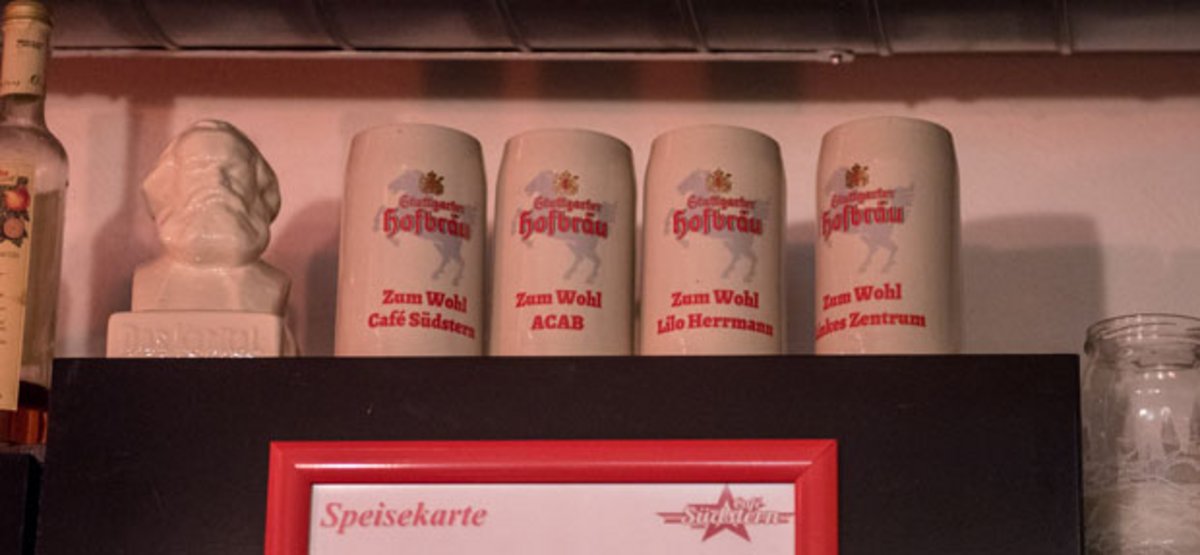 Stuttgarter
Hofbräu
Zum Wohl
Café Südstern
Stuttgarter
Hofbräu
Zum Wohl
ACAB
Stuttgarter
Hofbräu
Zum Wohl
Lilo Herrmann
Stuttgarter
Hofbräu
Zum Wohl
Zentrum
Das Kapital
Speisekarte
Café
Südstern